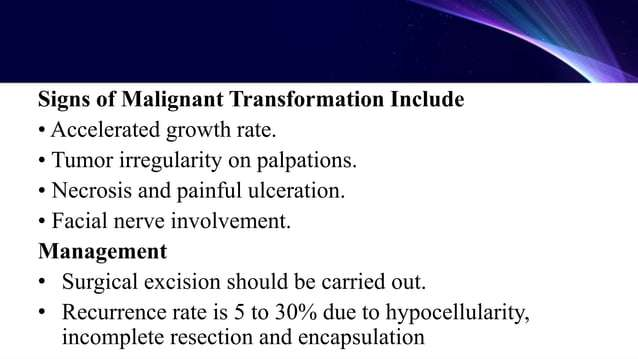 Signs of Malignant Transformation Include
• Accelerated growth rate.
• Tumor irregularity on palpations.
• Necrosis and painful ulceration.
• Facial nerve involvement.
Management
• Surgical excision should be carried out.
• Recurrence rate is 5 to 30% due to hypocellularity,
incomplete resection and encapsulation